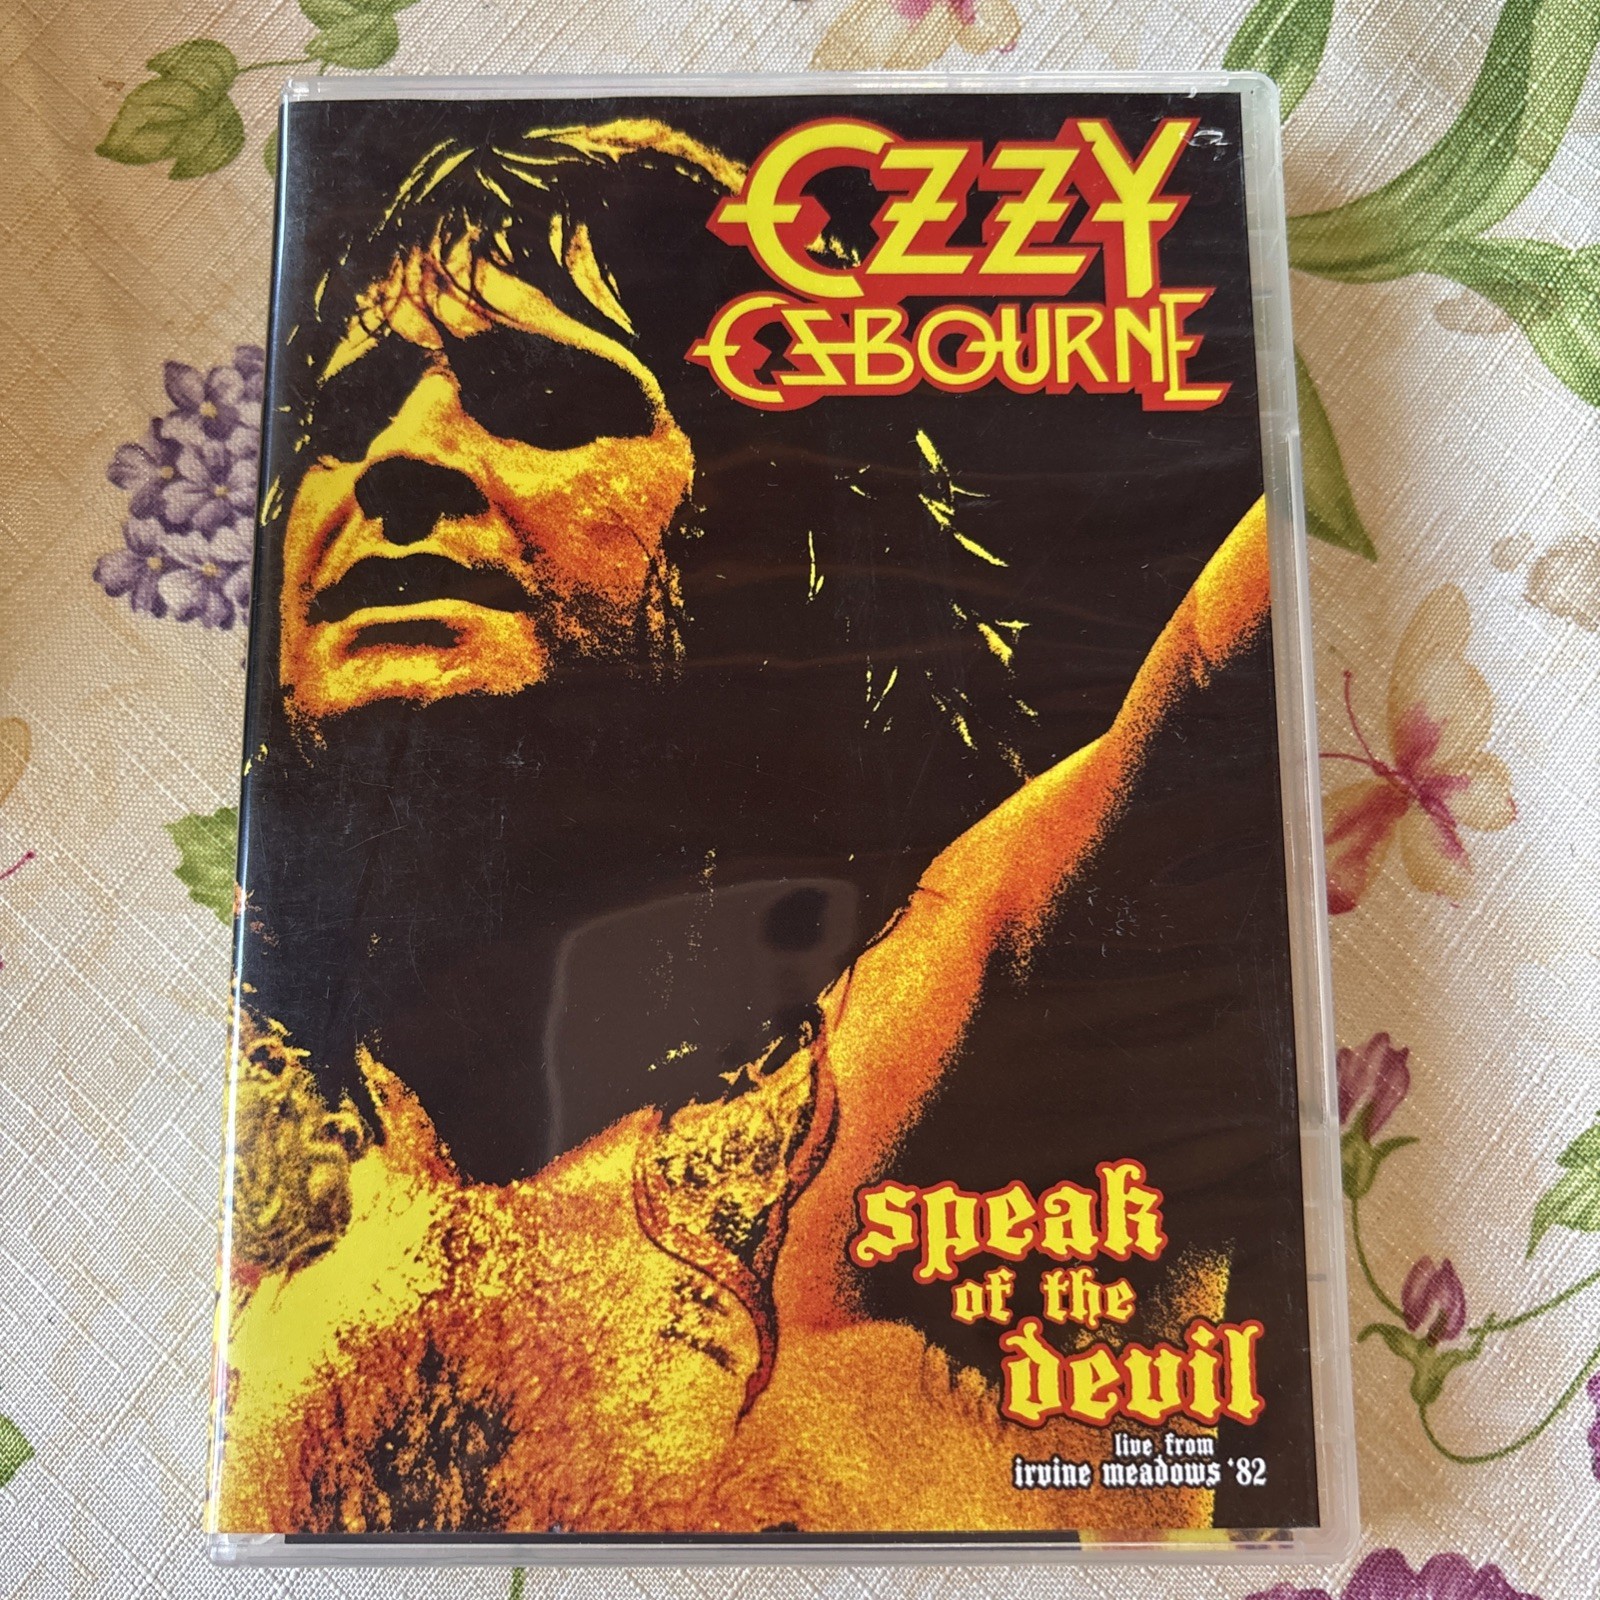 OZZY
OSBOURNE
speak
of the
devil
live from
irvine meadows '82